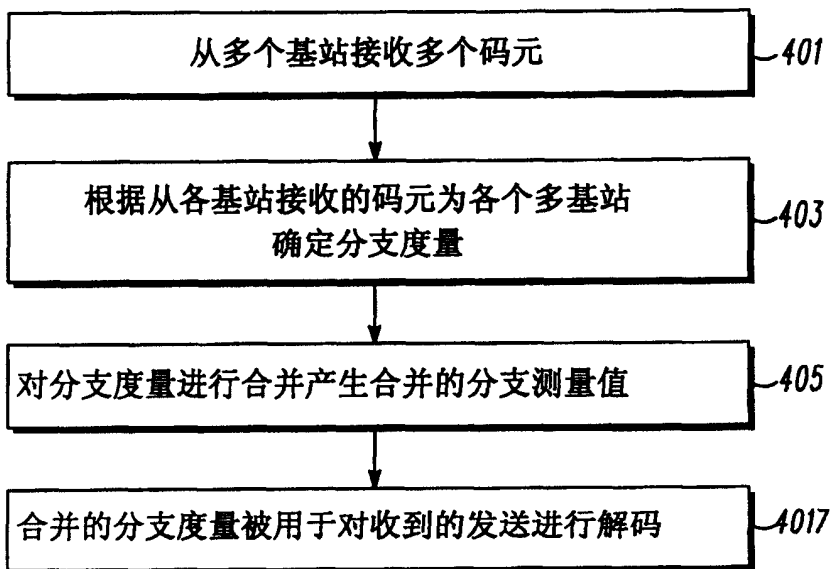 从多个基站接收多个码元
401
根据从各基站接收的码元为各个多基站
403
确定分支度量
对分支度量进行合并产生合并的分支测量值
405
合并的分支度量被用于对收到的发送进行解码
4017